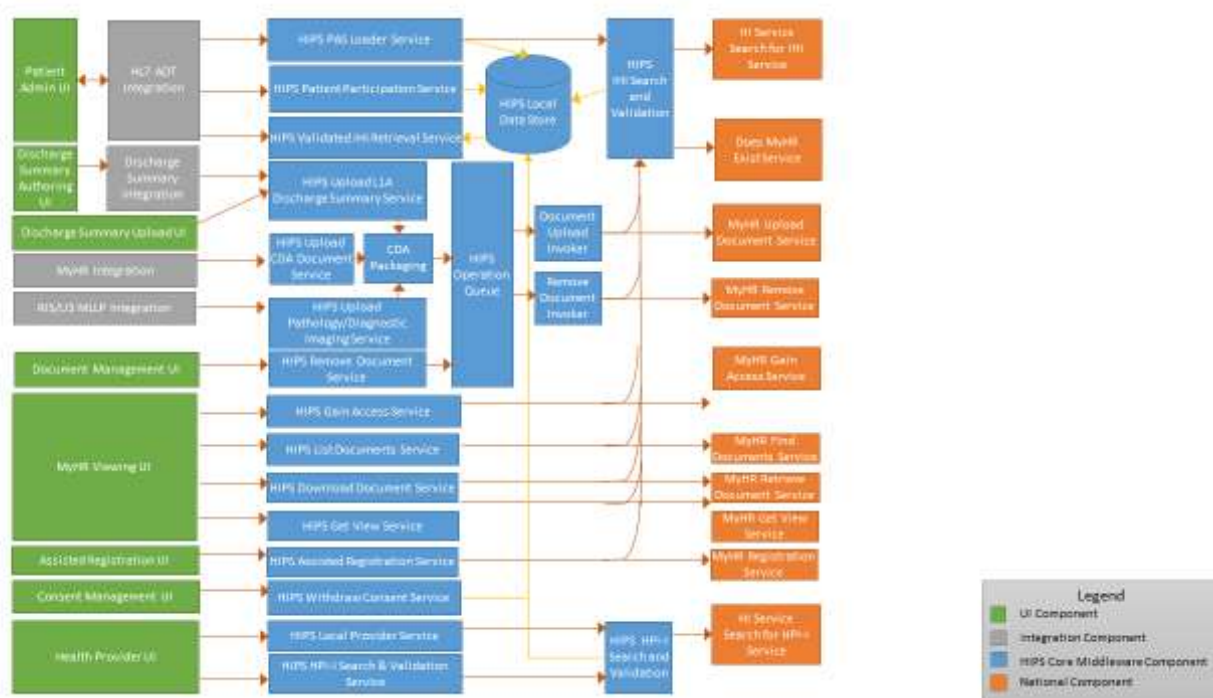 Patient
Admin UI
HL7 ADT
Integration
HIPS PAS Loader Service
HIPS Patient Participation Service
HIPS Validated IHI Retrieval Service
HIPS Local
Data Store
HIPS
IHI Search
and
Validation
HI Service
Search for IHI
Service
Does MyHR
Exist Service
Discharge
Summary
Authoring
UI
Discharge
Summary
Integration
HIPS Upload L1A
Discharge Summary Service
Discharge Summary Upload UI
MyHR Integration
HIPS Upload
CDA Document
Service
CDA
Packaging
HIPS
Operation
Queue
Document
Upload
Invoker
Remove
Document
Invoker
MyHR Upload
Document Service
MyHR Remove
Document Service
RIS/LIS MLLP Integration
HIPS Upload
Pathology/Diagnostic
Imaging Service
Document Management UI
HIPS Remove Document
Service
MyHR Gain
Access Service
MyHR Viewing UI
HIPS Gain Access Service
HIPS List Documents Service
HIPS Download Document Service
HIPS Get View Service
MyHR Find
Documents Service
MyHR Retrieve
Document Service
MyHR Get View
Service
Assisted Registration UI
HIPS Assisted Registration Service
MyHR Registration
Service
Consent Management UI
HIPS Withdraw Consent Service
Health Provider UI
HIPS Local Provider Service
HIPS HPI-I Search & Validation
Service
HIPS HPI-I
Search and
Validation
HI Service
Search for HPI-I
Service
Legend
UI Component
Integration Component
HIPS Core Middleware Component
National Component